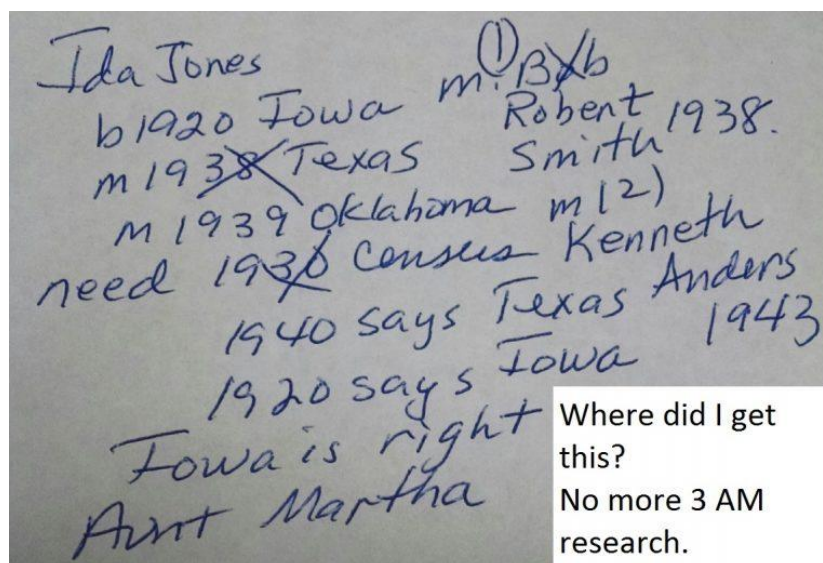 Ida Jones
b 1920 Iowa
m 1938 Texas
m 1939 Oklahoma
need 1930 census
1940 says Texas
1920 says Iowa
Iowa is right
Aunt Martha
m. ① Bob
Robert
Smith 1938.
m (2)
Kenneth
Anders
1943
Where did I get
this?
No more 3 AM
research.